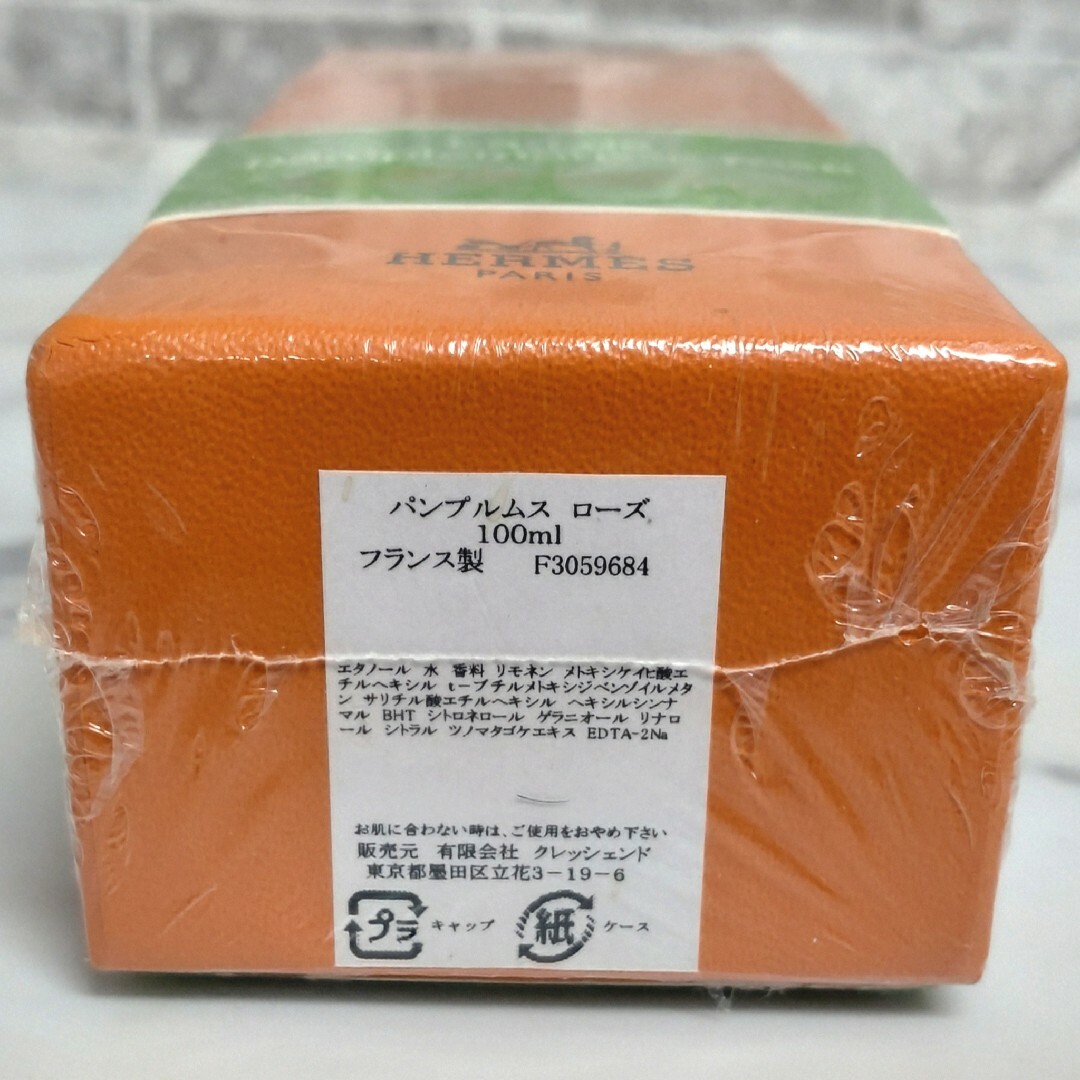 HERMES
PARIS
パンプルムス ローズ
100ml
フランス製 F3059684
エタノール 水 香料 リモネン メトキシケイヒ酸エ
チルヘキシル t-ブチルメトキシジベンゾイルメタ
ン サリチル酸エチルヘキシル ヘキシルシンナ
マル BHT シトロネロール ゲラニオール リナロ
ール シトラル ツノマタゴケエキス EDTA-2Na
お肌に合わない時は、ご使用をおやめ下さい
販売元 有限会社 クレッシェンド
東京都墨田区立花3-19-6
プラ キャップ 紙 ケース